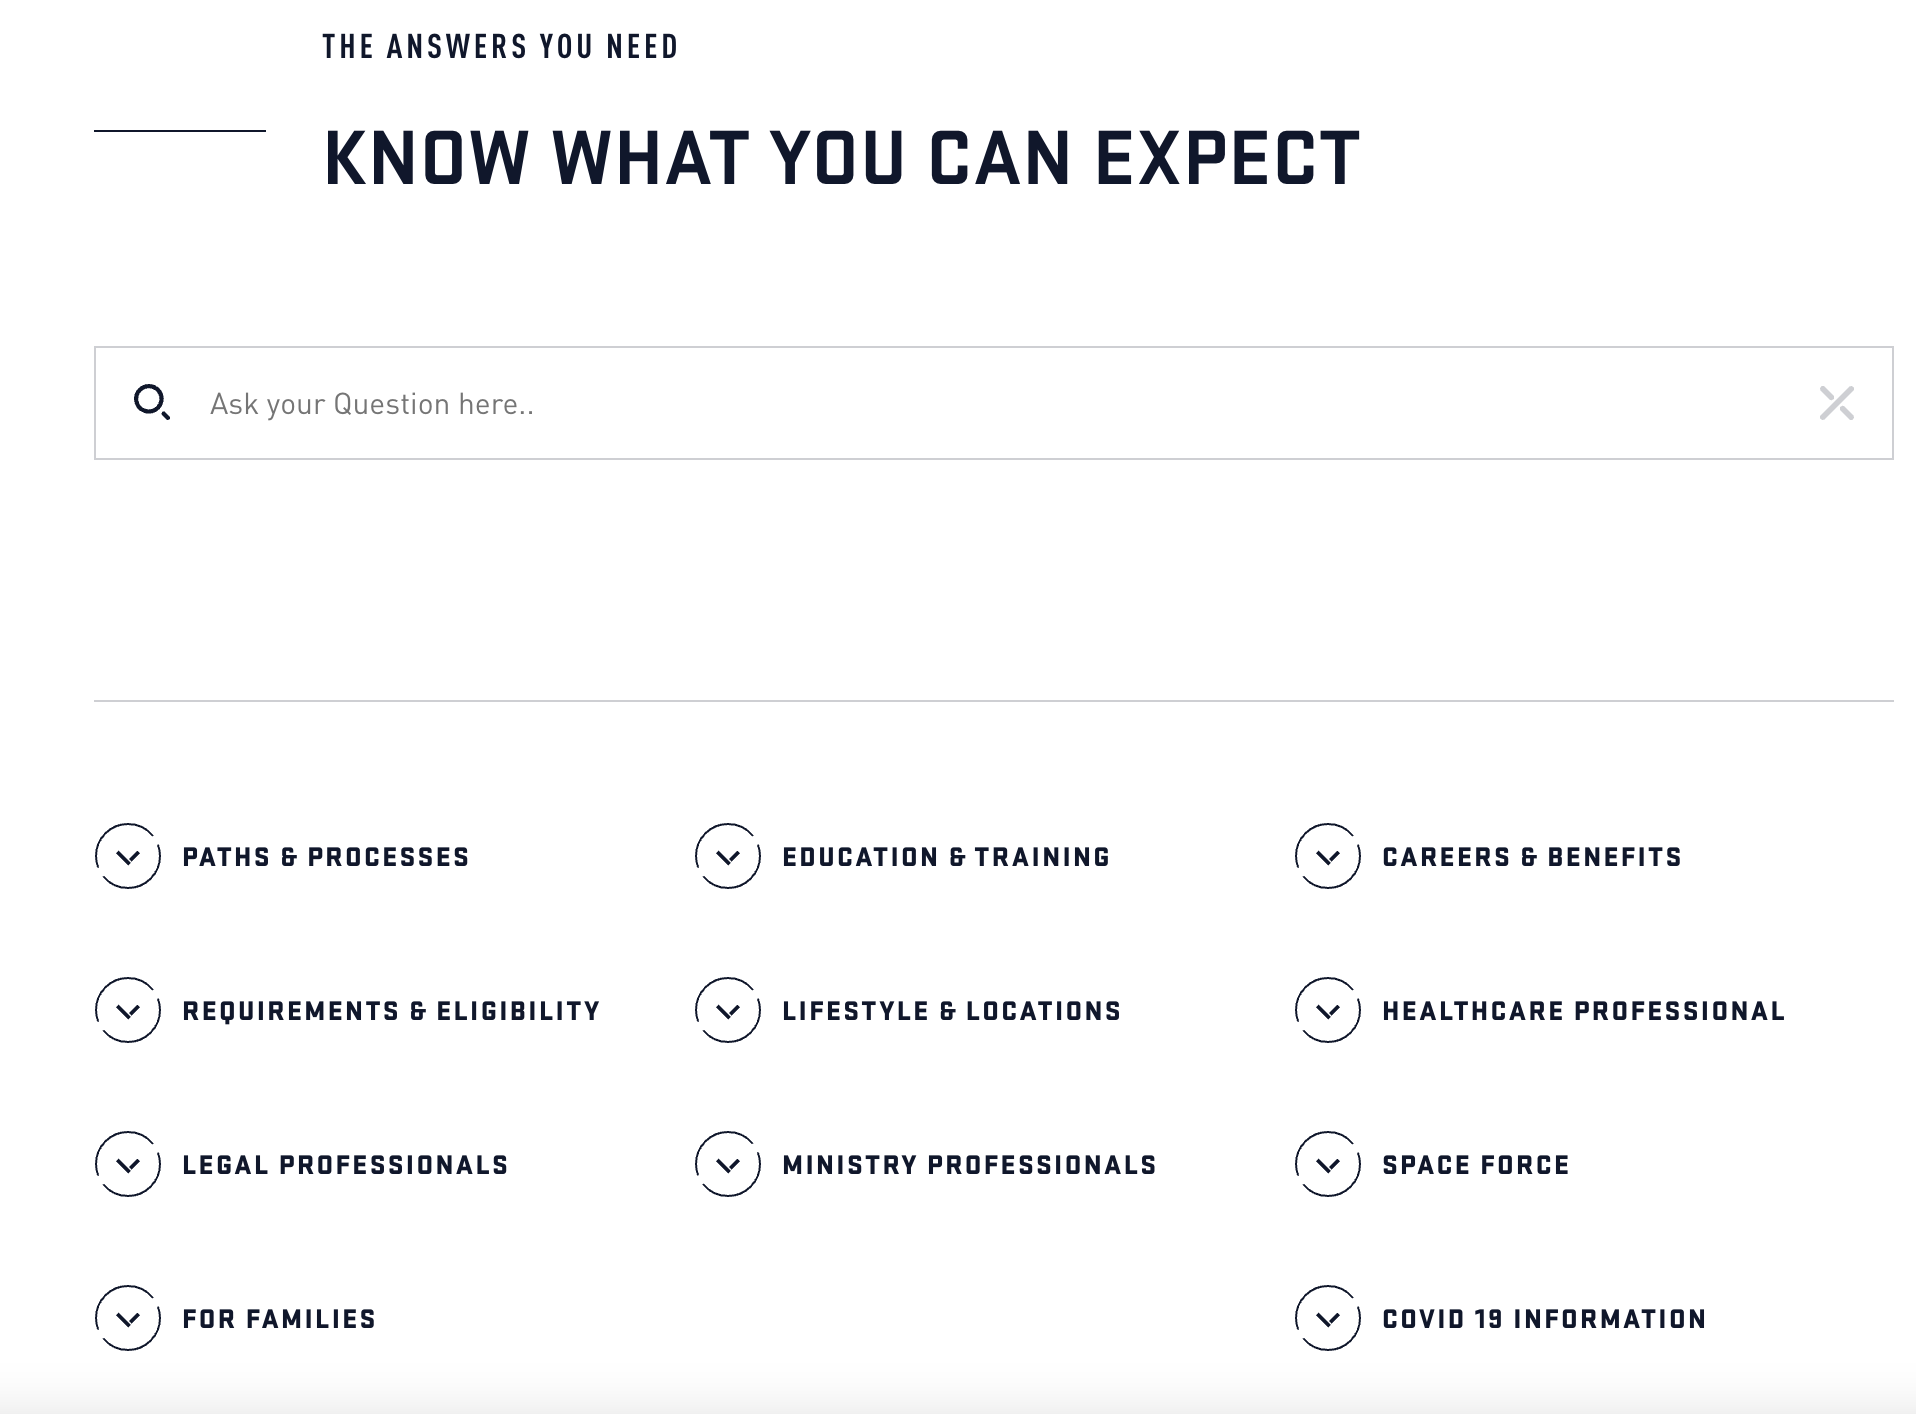 THE ANSWERS YOU NEED
KNOW WHAT YOU CAN EXPECT
Ask your Question here..
PATHS & PROCESSES
EDUCATION & TRAINING
CAREERS & BENEFITS
REQUIREMENTS & ELIGIBILITY
LIFESTYLE & LOCATIONS
HEALTHCARE PROFESSIONAL
LEGAL PROFESSIONALS
MINISTRY PROFESSIONALS
SPACE FORCE
FOR FAMILIES
COVID 19 INFORMATION